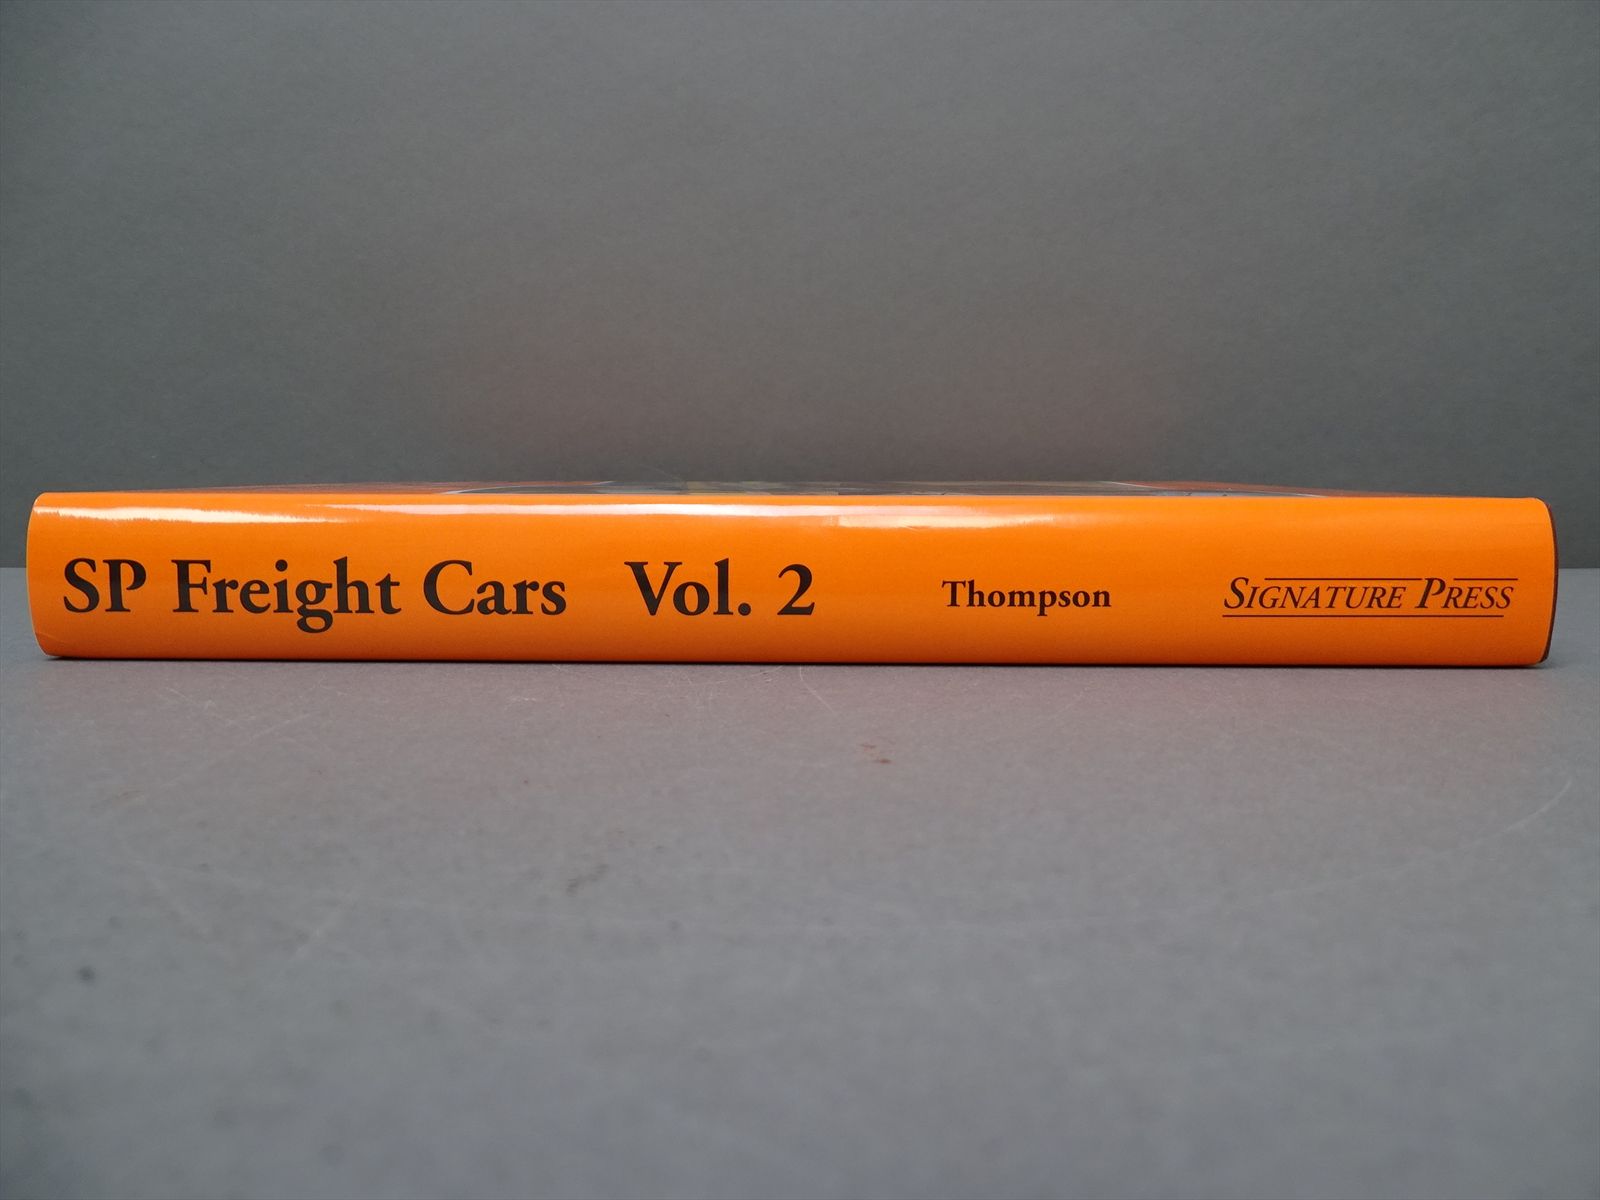 SP Freight Cars Vol. 2 Thompson SIGNATURE PRESS